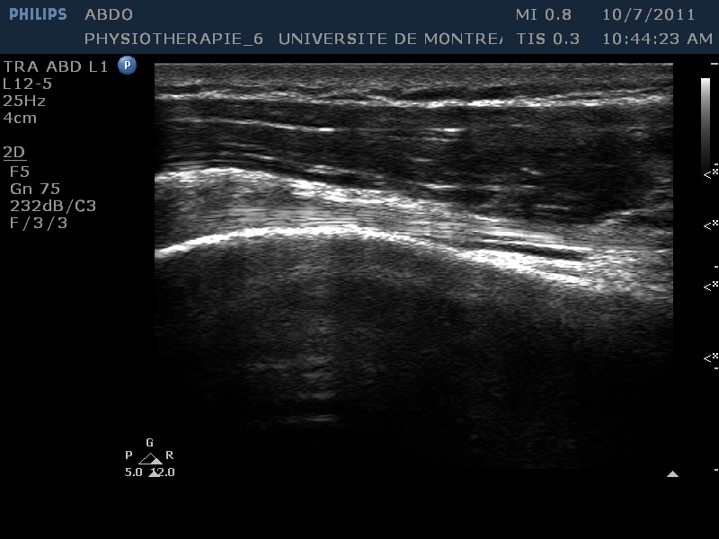 PHILIPS ABDO MI 0.8 10/7/2011
PHYSIOTHERAPIE_6 UNIVERSITE DE MONTRE TIS 0.3 10:44:23 AM
TRA ABD L1 P
L12-5
25Hz
4cm
2D
F5
Gn 75
232dB/C3
F/3/3
G
P R
5.0 12.0